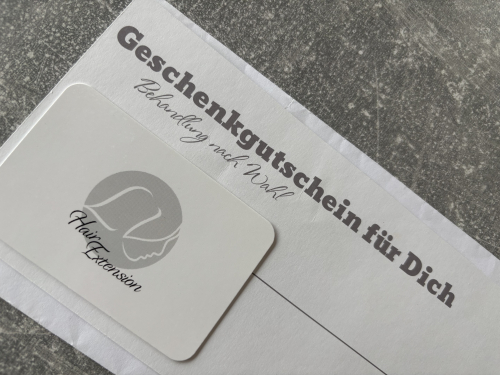 Geschenkgutschein für Dich
Behandlung nach Wahl
Hair
Extension